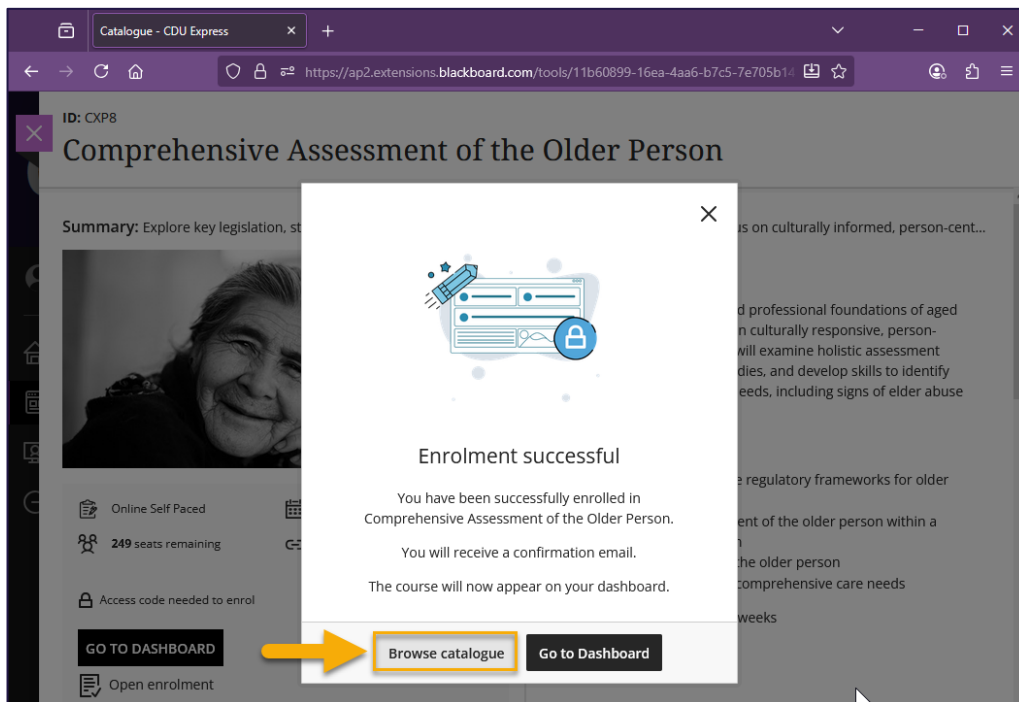 Catalogue - CDU Express
https://ap2.extensions.blackboard.com/tools/11b60899-16ea-4aa6-b7c5-7e705b14
ID: CXP8
Comprehensive Assessment of the Older Person
Summary: Explore key legislation, st
us on culturally informed, person-cent...
d professional foundations of aged
n culturally responsive, person-
will examine holistic assessment
dies, and develop skills to identify
eeds, including signs of elder abuse
Enrolment successful
You have been successfully enrolled in
Comprehensive Assessment of the Older Person.
You will receive a confirmation email.
The course will now appear on your dashboard.
Browse catalogue
Go to Dashboard
e regulatory frameworks for older
ent of the older person within a
the older person
comprehensive care needs
weeks
Online Self Paced
249 seats remaining
Access code needed to enrol
GO TO DASHBOARD
Open enrolment